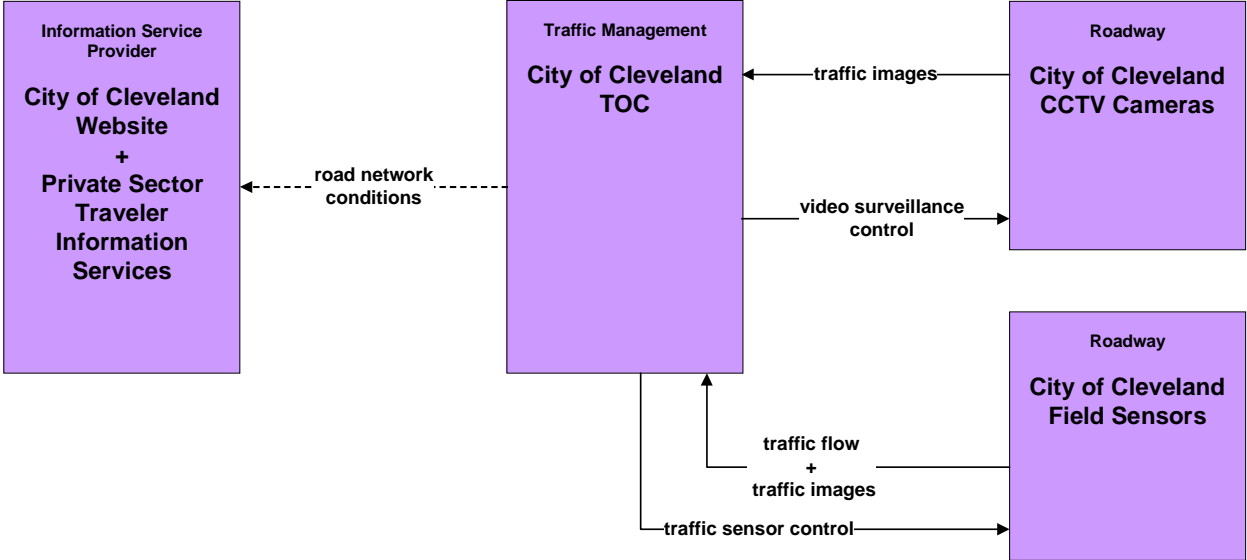 Information Service
Provider
City of Cleveland
Website
+
Private Sector
Traveler
Information
Services
road network
conditions
Traffic Management
City of Cleveland
TOC
traffic images
video surveillance
control
Roadway
City of Cleveland
CCTV Cameras
Roadway
City of Cleveland
Field Sensors
traffic flow
+
traffic images
traffic sensor control